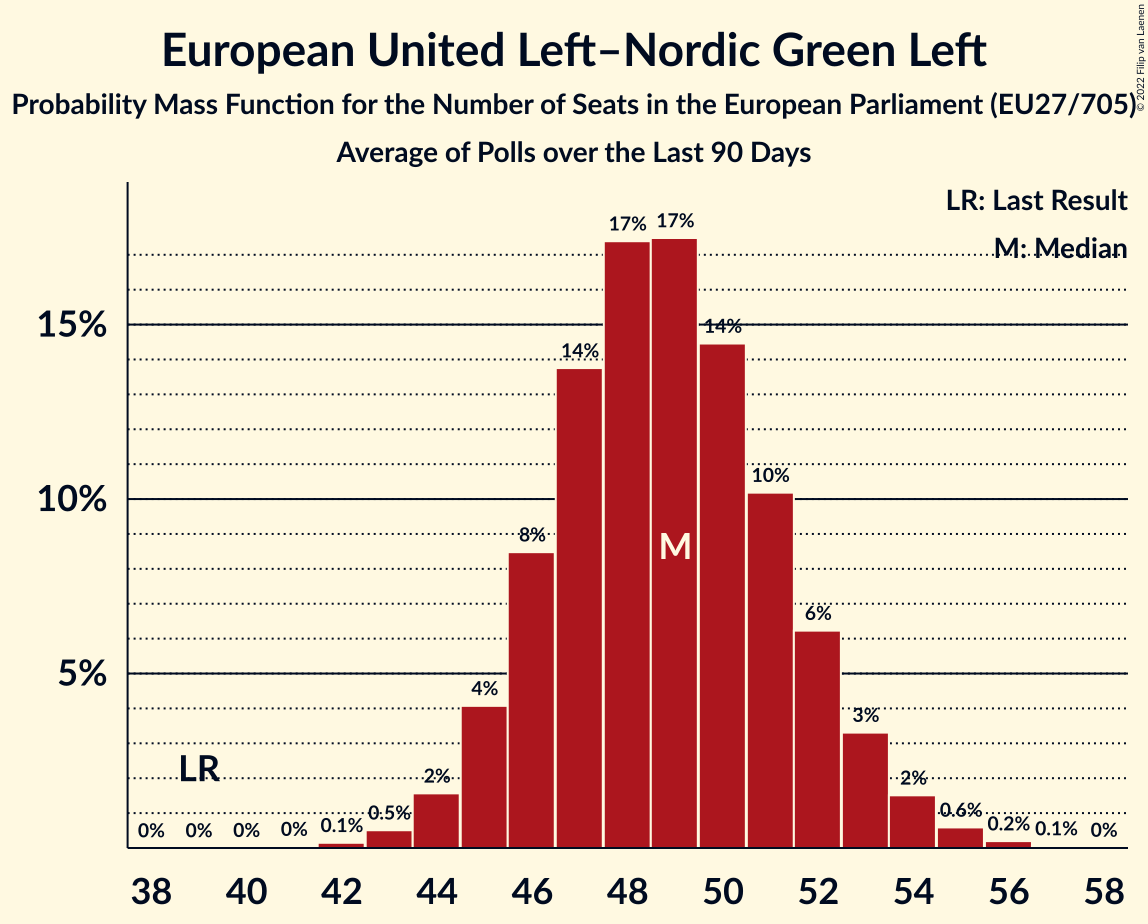 European United Left–Nordic Green Left
Probability Mass Function for the Number of Seats in the European Parliament (EU27/705)
Average of Polls over the Last 90 Days
© 2022 Filip van Laenen
LR: Last Result
M: Median
17% 17%
15%
14% 14%
10%
10%
8%
M
6%
5%
4%
3%
LR
2% 2%
0% 0% 0% 0% 0.1% 0.5% 0.6% 0.2% 0.1% 0%
38 40 42 44 46 48 50 52 54 56 58